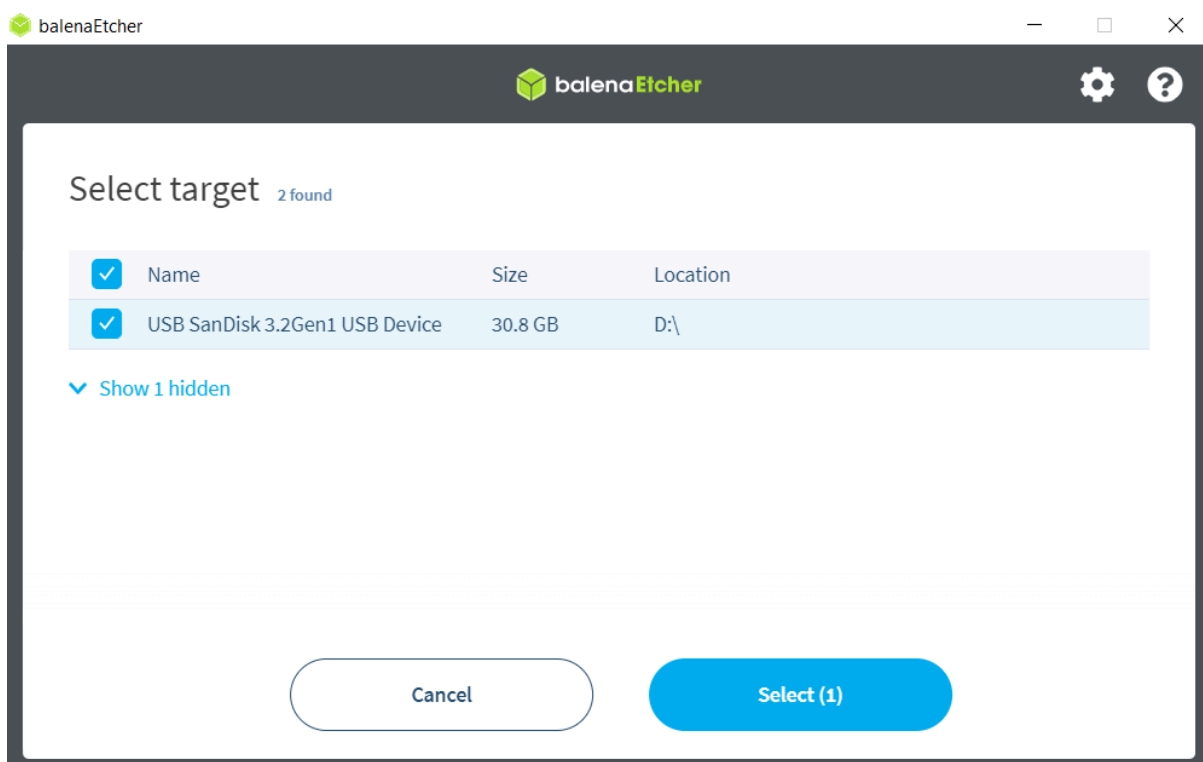 balenaEtcher
balenaEtcher
Select target 2 found
Name Size Location
USB SanDisk 3.2Gen1 USB Device 30.8 GB D:\
Show 1 hidden
Cancel Select (1)